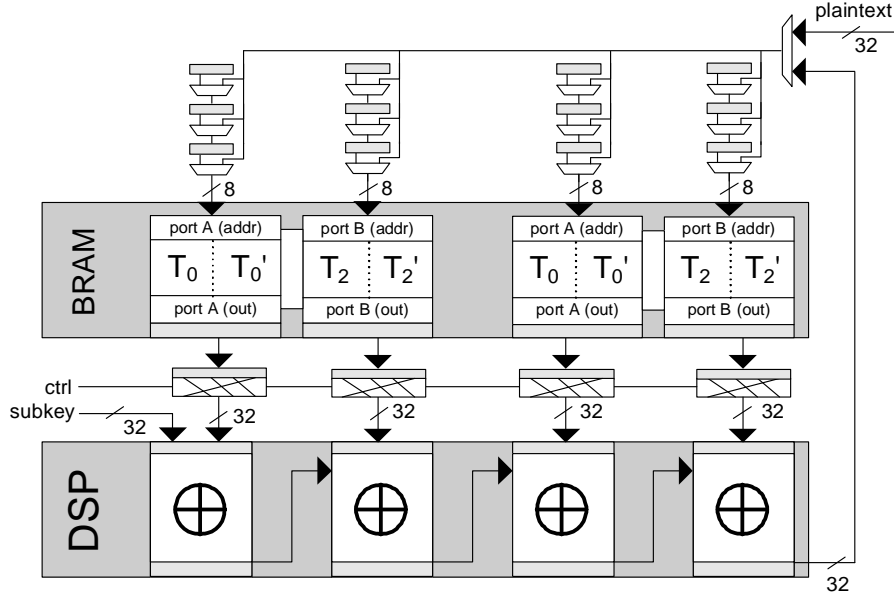 plaintext
32
8 8 8 8
BRAM
port A (addr) port B (addr) port A (addr) port B (addr)
T0 T0' T2 T2' T0 T0' T2 T2'
port A (out) port B (out) port A (out) port B (out)
ctrl
subkey
32 32 32 32 32
DSP
32